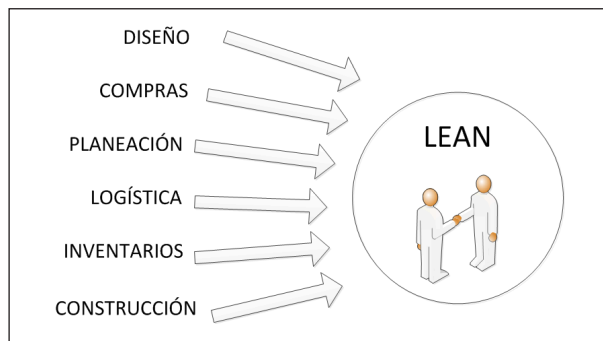 DISEÑO
COMPRAS
PLANEACIÓN
LOGÍSTICA
INVENTARIOS
CONSTRUCCIÓN
LEAN